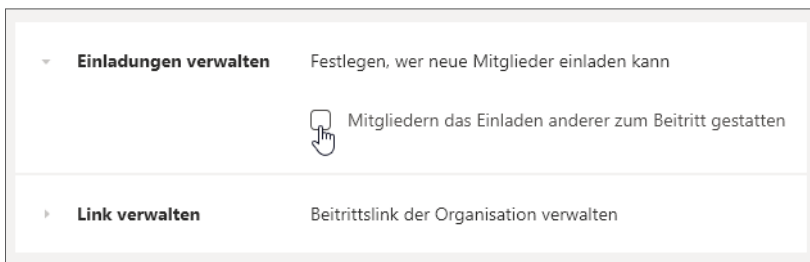 Einladungen verwalten Festlegen, wer neue Mitglieder einladen kann
Mitgliedern das Einladen anderer zum Beitritt gestatten
Link verwalten Beitrittslink der Organisation verwalten